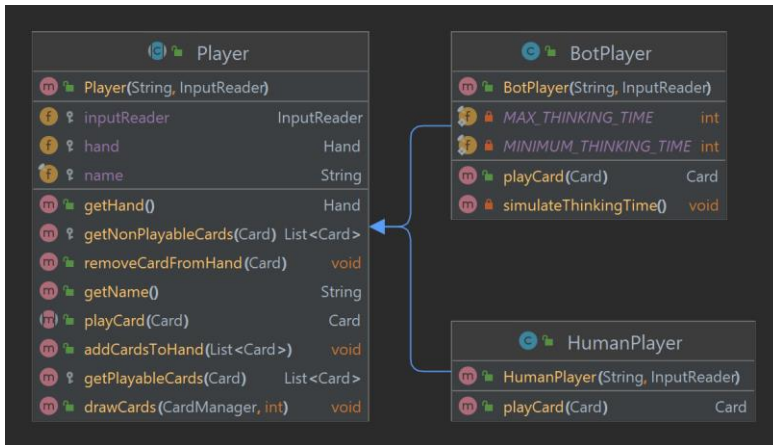 Player
Player(String, InputReader)
inputReader InputReader
hand Hand
name String
getHand() Hand
getNonPlayableCards(Card) List<Card>
removeCardFromHand(Card) void
getName() String
playCard(Card) Card
addCardsToHand(List<Card>) void
getPlayableCards(Card) List<Card>
drawCards(CardManager, int) void
BotPlayer
BotPlayer(String, InputReader)
MAX_THINKING_TIME int
MINIMUM_THINKING_TIME int
playCard(Card) Card
simulateThinkingTime() void
HumanPlayer
HumanPlayer(String, InputReader)
playCard(Card) Card